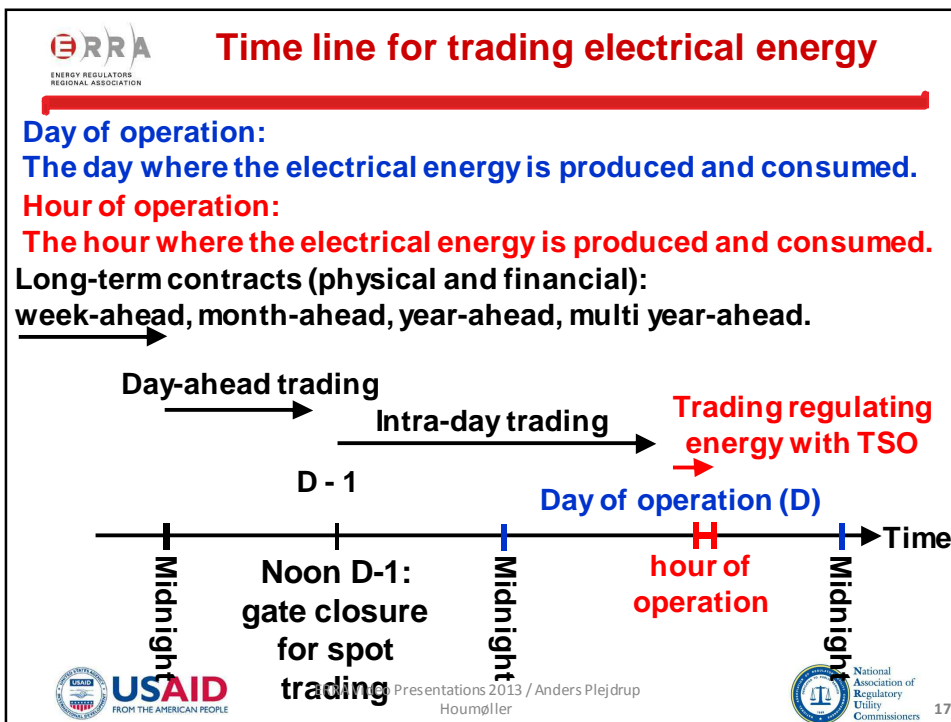 ERRA
ENERGY REGULATORS
REGIONAL ASSOCIATION
Time line for trading electrical energy
Day of operation:
The day where the electrical energy is produced and consumed.
Hour of operation:
The hour where the electrical energy is produced and consumed.
Long-term contracts (physical and financial):
week-ahead, month-ahead, year-ahead, multi year-ahead.
Day-ahead trading
Intra-day trading
Trading regulating
energy with TSO
D - 1
Day of operation (D)
Time
Midnight
Noon D-1:
gate closure
for spot
trading
Midnight
hour of
operation
Midnight
USAID
FROM THE AMERICAN PEOPLE
ERRA Video Presentations 2013 / Anders Plejdrup
Houmøller
National
Association of
Regulatory
Utility
Commissioners
17